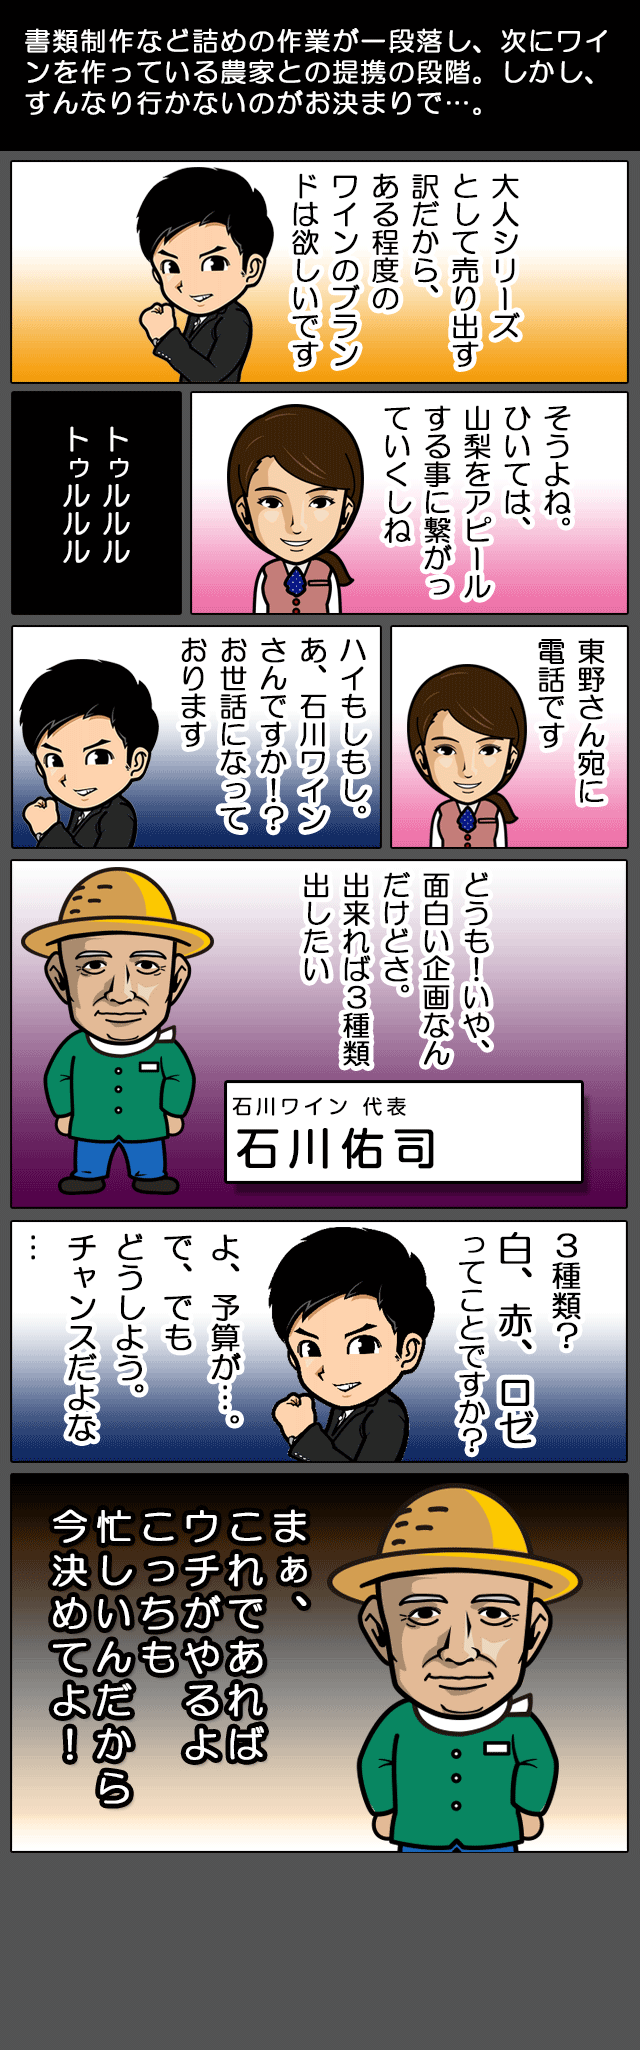 書類制作など詰めの作業が一段落し、次にワイ
ンを作っている農家との提携の段階。しかし、
すんなり行かないのがお決まりで…。
大人シリーズ
として売り出す
訳だから、
ある程度の
ワインのブラン
ドは欲しいです
そうよね。
ひいては、
山梨をアピール
する事に繋がっ
ていくしね
トゥルルル
トゥルルル
東野さん宛に
電話です
ハイもしもし。
あ、石川ワイン
さんですか!?
お世話になって
おります
どうも！いや、
面白い企画なん
だけどさ。
出来れば３種類
出したい
石川ワイン 代表
石川佑司
３種類？
白、赤、ロゼ
ってことですか？
よ、予算が…。
で、でも
どうしよう。
チャンスだよな
…
まぁ、
これであれば
ウチがやるよ
こっちも
忙しいんだから
今決めてよ！